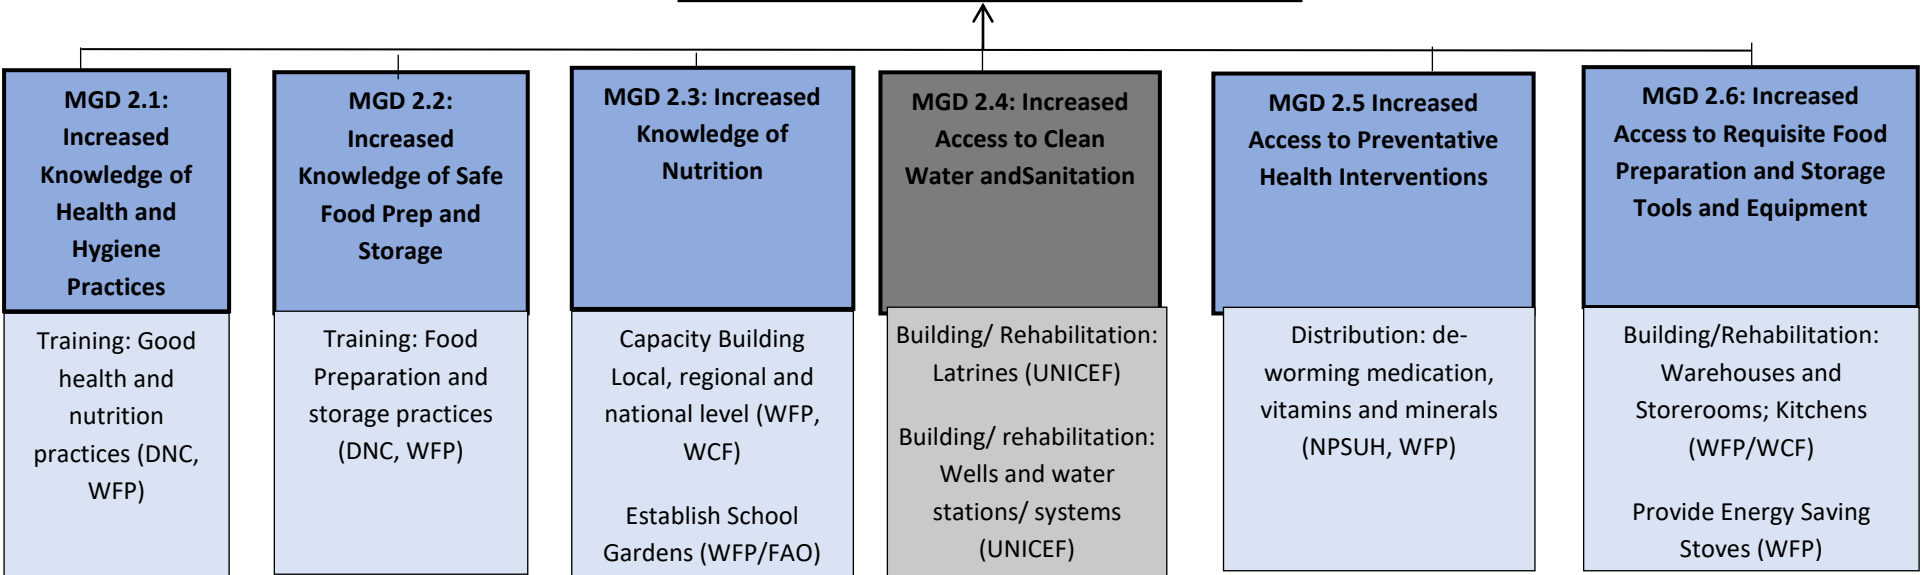 MGD 2.1:
Increased
Knowledge of
Health and
Hygiene
Practices
Training: Good
health and
nutrition
practices (DNC,
WFP)
MGD 2.2:
Increased
Knowledge of Safe
Food Prep and
Storage
Training: Food
Preparation and
storage practices
(DNC, WFP)
MGD 2.3: Increased
Knowledge of
Nutrition
Capacity Building
Local, regional and
national level (WFP,
WCF)
Establish School
Gardens (WFP/FAO)
MGD 2.4: Increased
Access to Clean
Water andSanitation
Building/ Rehabilitation:
Latrines (UNICEF)
Building/ rehabilitation:
Wells and water
stations/ systems
(UNICEF)
MGD 2.5 Increased
Access to Preventative
Health Interventions
Distribution: de-
worming medication,
vitamins and minerals
(NPSUH, WFP)
MGD 2.6: Increased
Access to Requisite Food
Preparation and Storage
Tools and Equipment
Building/Rehabilitation:
Warehouses and
Storerooms; Kitchens
(WFP/WCF)
Provide Energy Saving
Stoves (WFP)